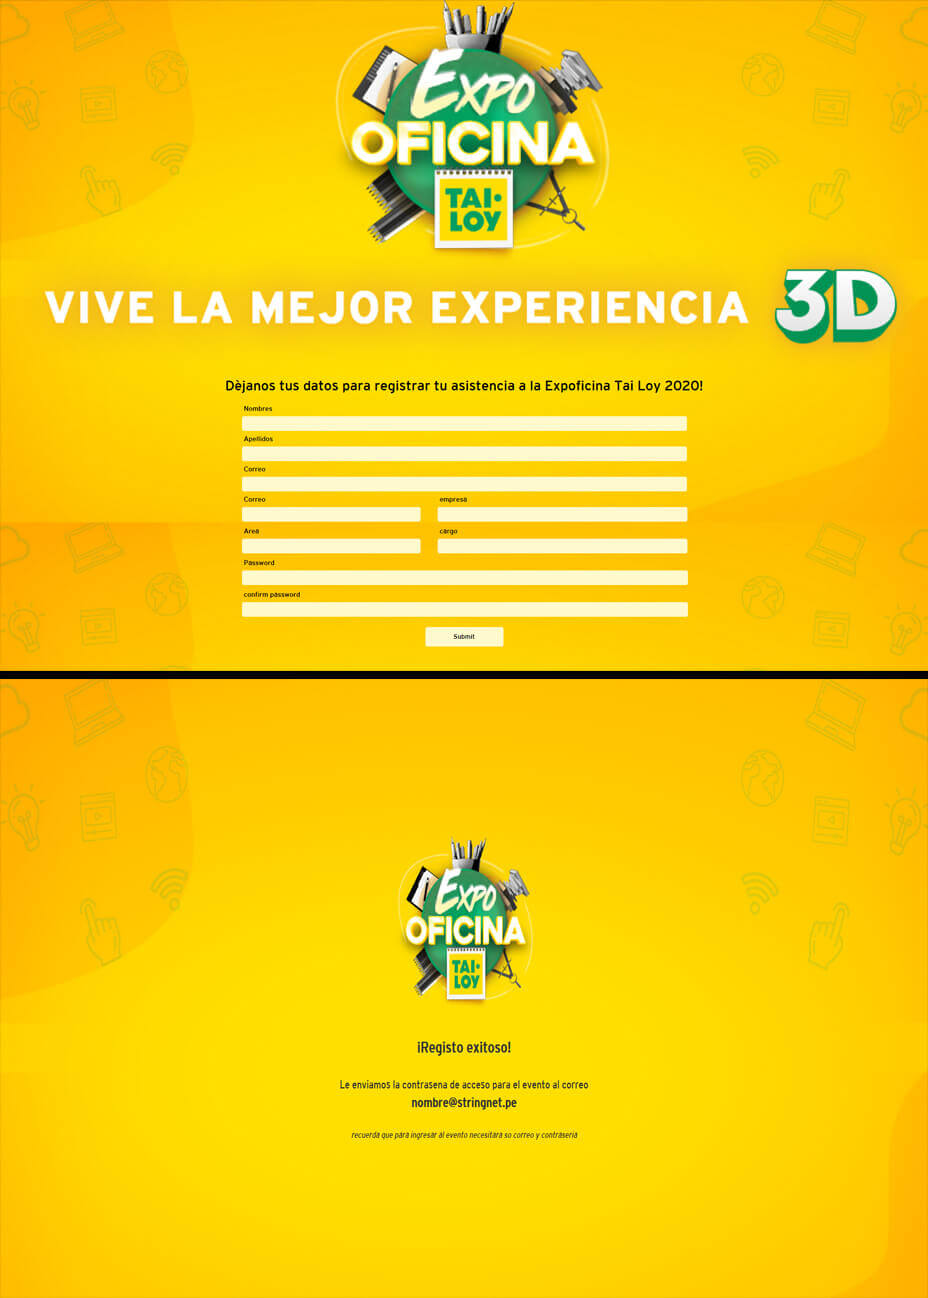 EXPO
OFICINA
TAI•
LOY
VIVE LA MEJOR EXPERIENCIA 3D
Dèjanos tus datos para registrar tu asistencia a la Expoficina Tai Loy 2020!
Nombres
Apellidos
Correo
Correo empresa
Area cargo
Password
confirm password
Submit
EXPO
OFICINA
TAI•
LOY
¡Registo exitoso!
Le enviamos la contrasena de acceso para el evento al correo
nombre@stringnet.pe
recuerda que para ingresar al evento necesitara so correo y contraseria